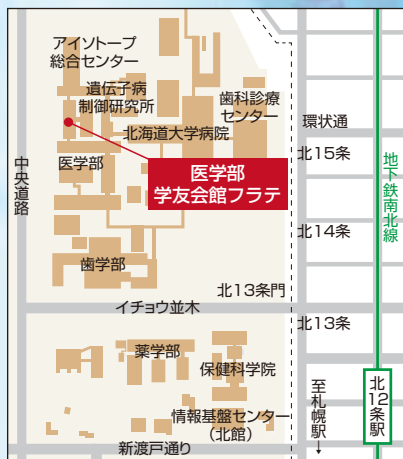 アイソトープ
総合センター
遺伝子病
制御研究所
歯科診療
センター
北海道大学病院
環状通
医学部
医学部
学友会館フラテ
北15条
中央道路
地下鉄南北線
北14条
歯学部
北13条門
イチョウ並木
北13条
薬学部
保健科学院
北12条駅
至札幌駅
情報基盤センター
(北館)
新渡戸通り